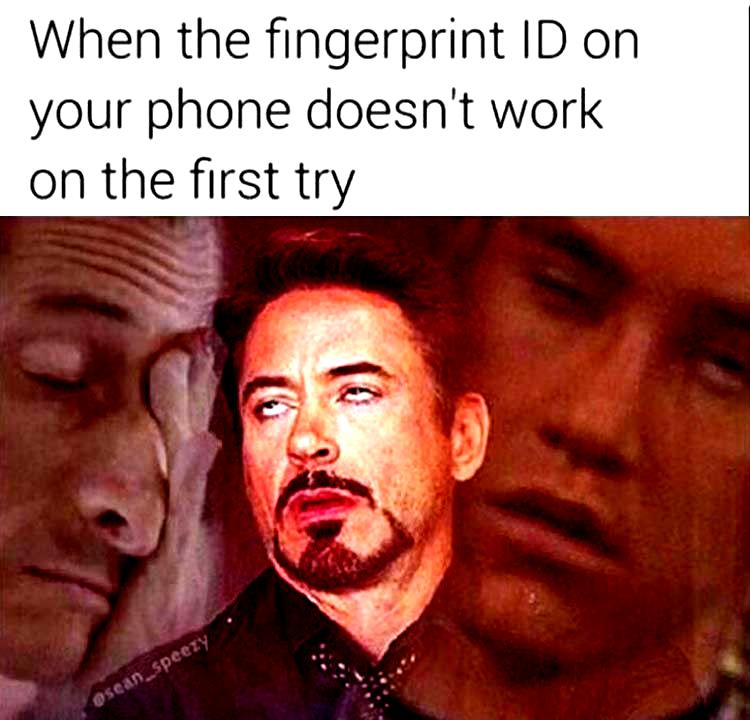 When the fingerprint ID on
your phone doesn't work
on the first try
@sean_speezy